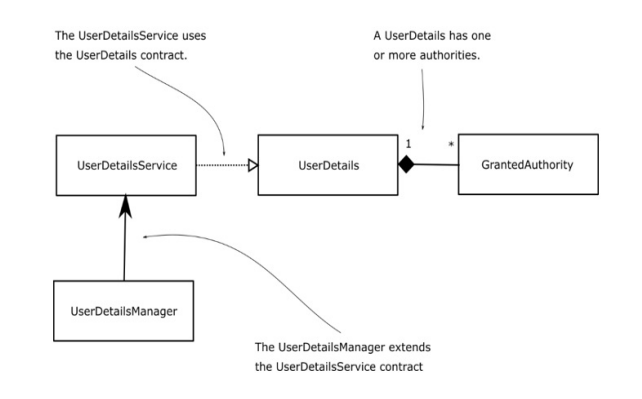 The UserDetailsService uses
the UserDetails contract.
A UserDetails has one
or more authorities.
UserDetailsService
UserDetails
1
*
GrantedAuthority
UserDetailsManager
The UserDetailsManager extends
the UserDetailsService contract